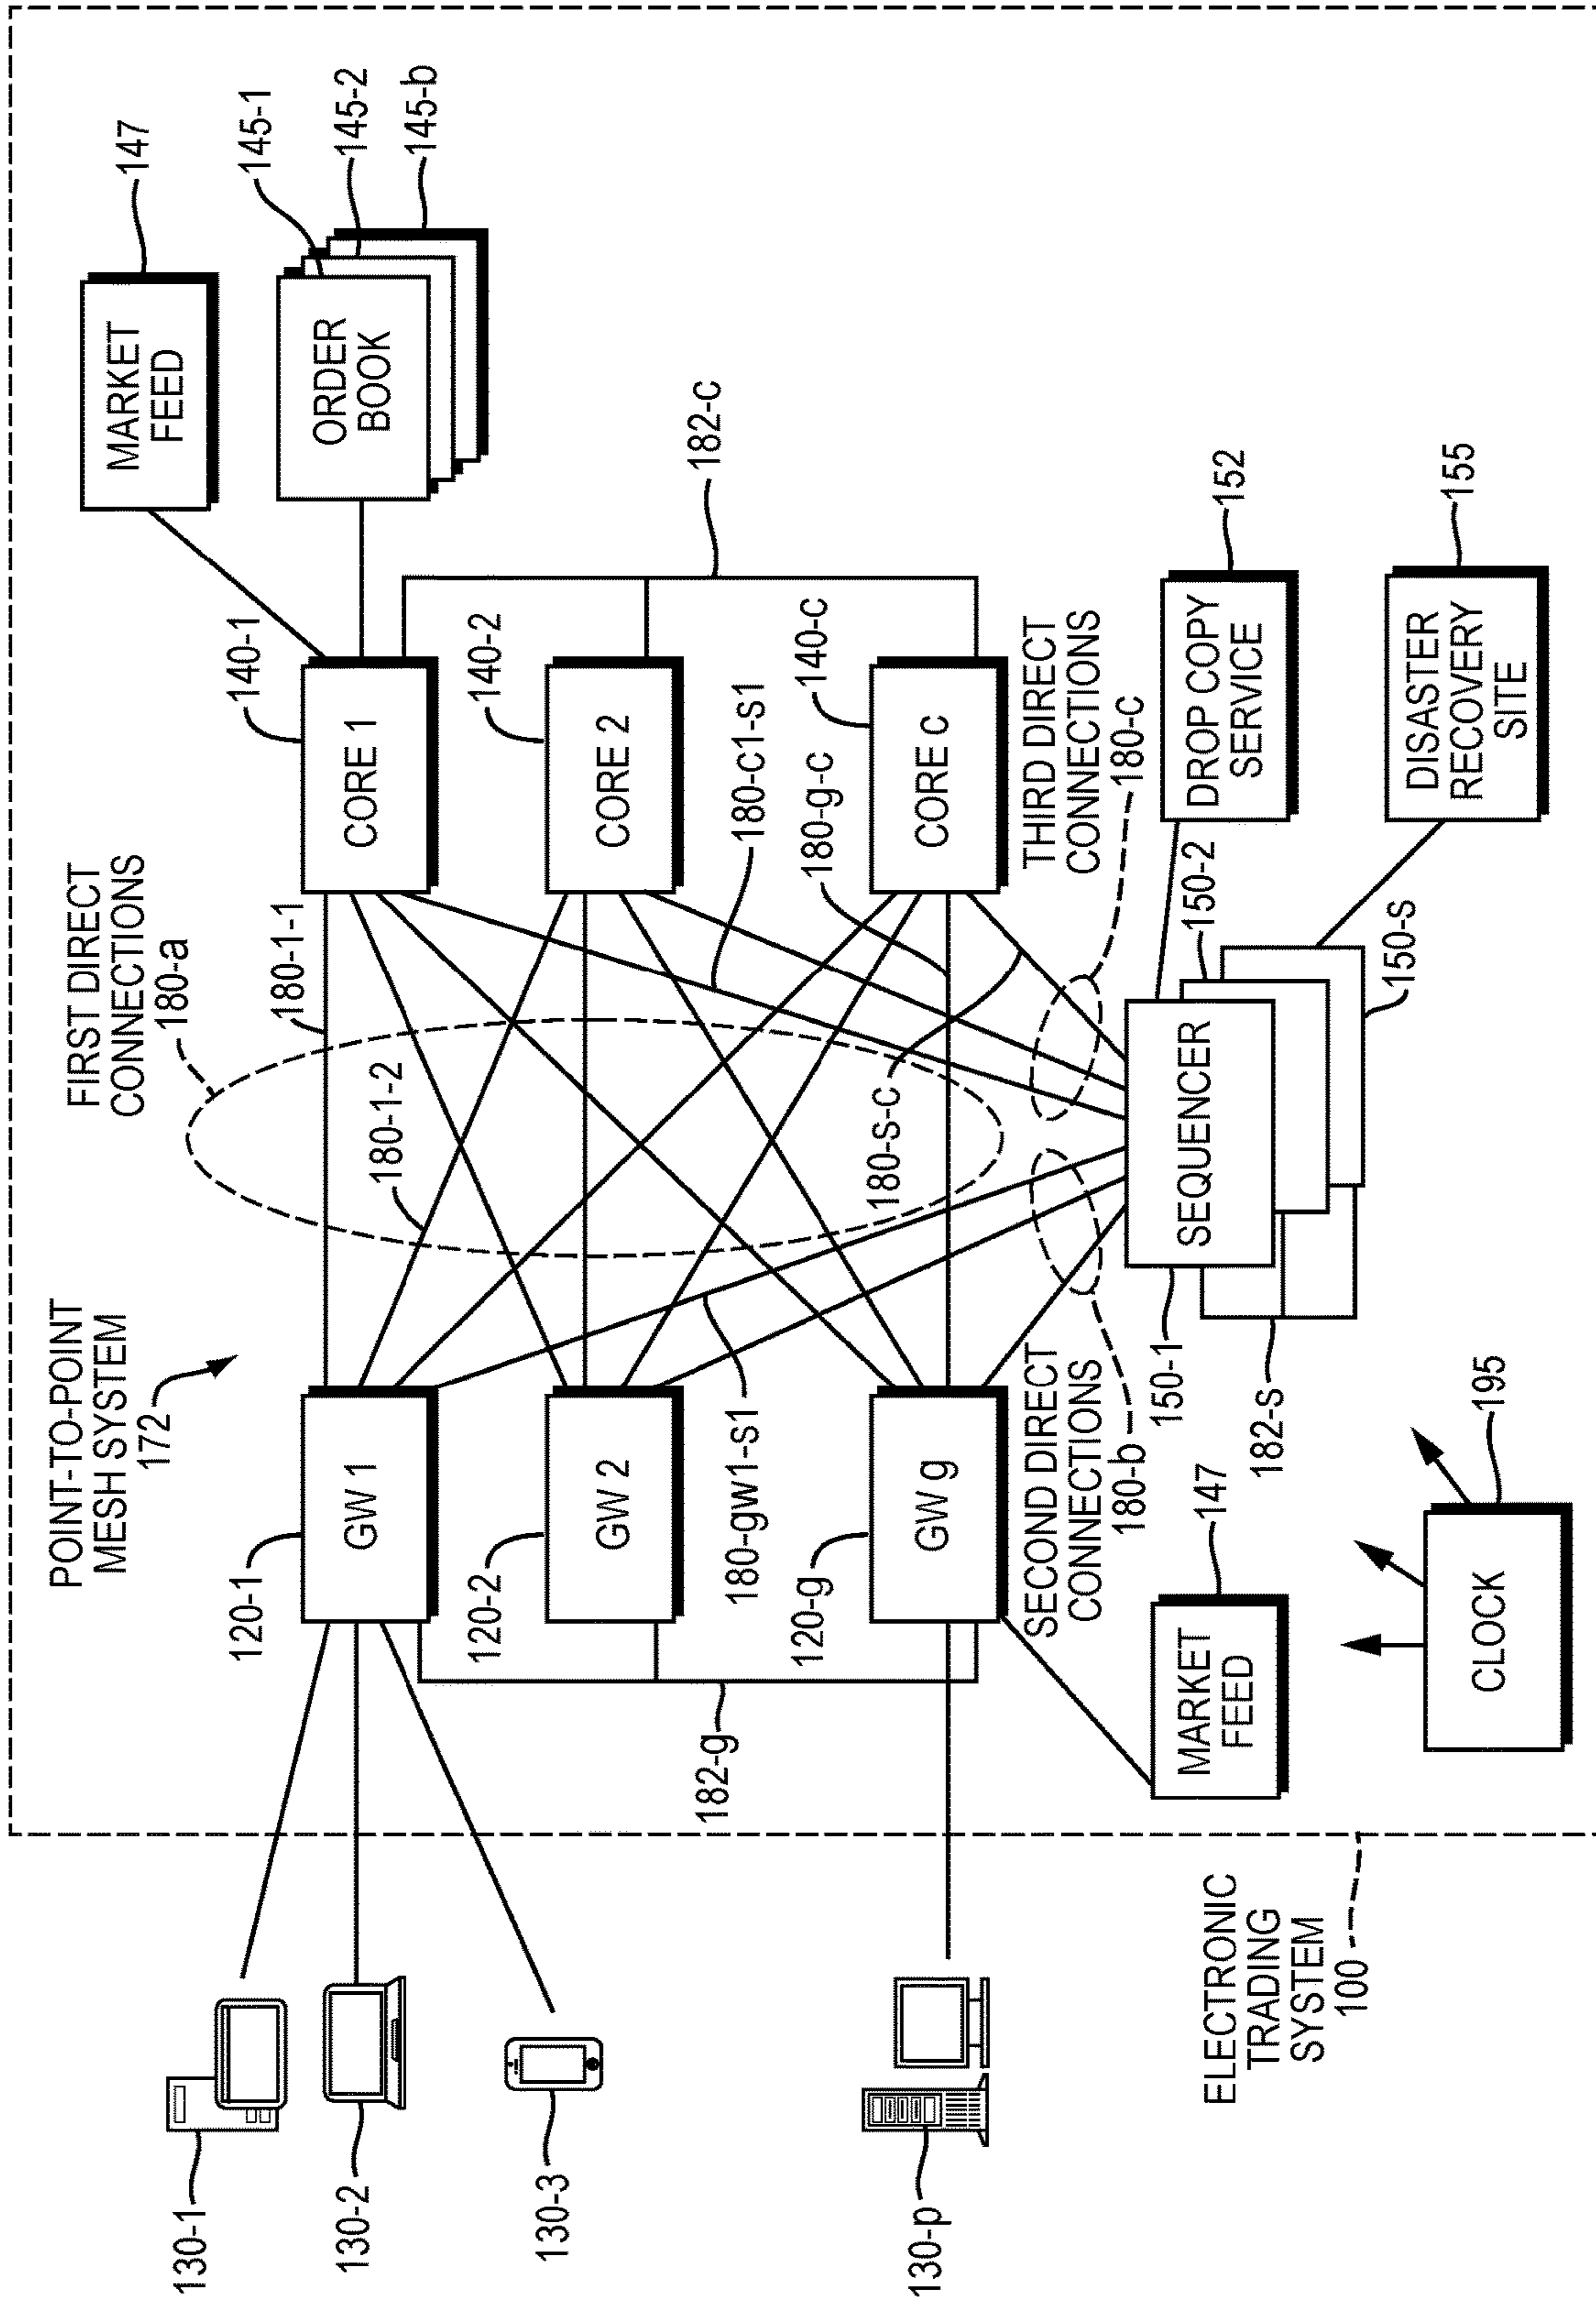 POINT-TO-POINT
MESH SYSTEM
172
FIRST DIRECT
CONNECTIONS
180-a
180-1-1
180-1-2
147
MARKET
FEED
145-1
145-2
145-b
ORDER
BOOK
130-1
130-2
130-3
130-p
120-1
GW 1
120-2
GW 2
120-g
GW g
182-g
140-1
CORE 1
140-2
CORE 2
140-c
CORE c
182-c
180-gw1-s1
180-c1-s1
180-g-c
180-s-c
SECOND DIRECT
CONNECTIONS
180-b
THIRD DIRECT
CONNECTIONS
180-c
147
MARKET
FEED
150-1
SEQUENCER
150-2
150-s
182-s
152
DROP COPY
SERVICE
155
DISASTER
RECOVERY
SITE
195
CLOCK
ELECTRONIC
TRADING
SYSTEM
100